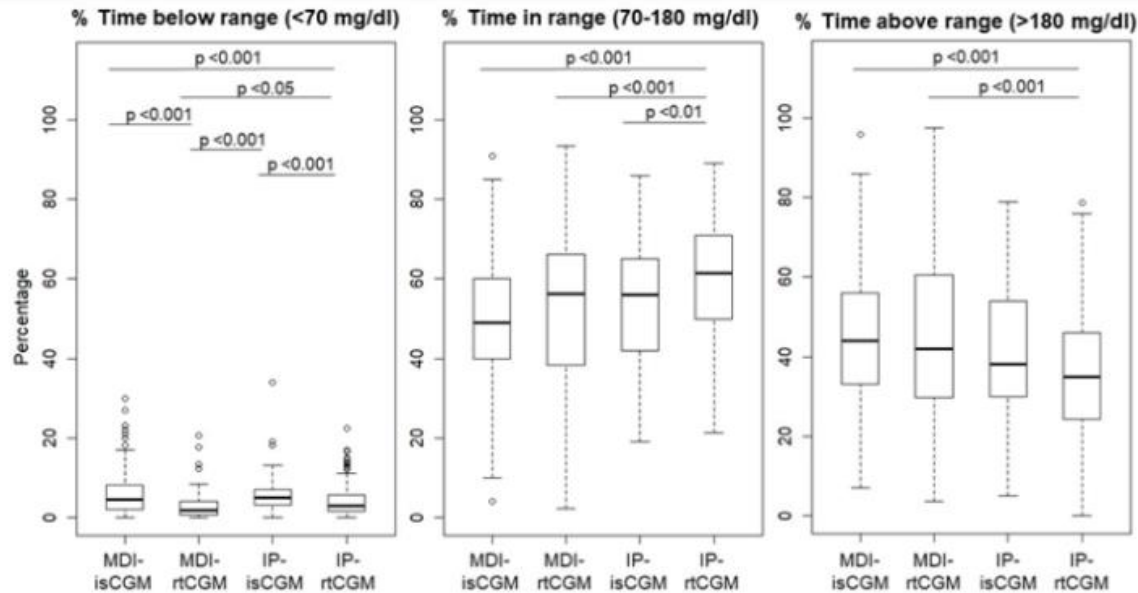 % Time below range (<70 mg/dl)
p <0.001
p <0.05
p <0.001
p <0.001
p <0.001
Percentage
100
80
60
40
20
0
MDI-
isCGM
MDI-
rtCGM
IP-
isCGM
IP-
rtCGM
% Time in range (70-180 mg/dl)
p <0.001
p <0.001
p <0.01
100
80
60
40
20
0
MDI-
isCGM
MDI-
rtCGM
IP-
isCGM
IP-
rtCGM
% Time above range (>180 mg/dl)
p <0.001
p <0.001
100
80
60
40
20
0
MDI-
isCGM
MDI-
rtCGM
IP-
isCGM
IP-
rtCGM